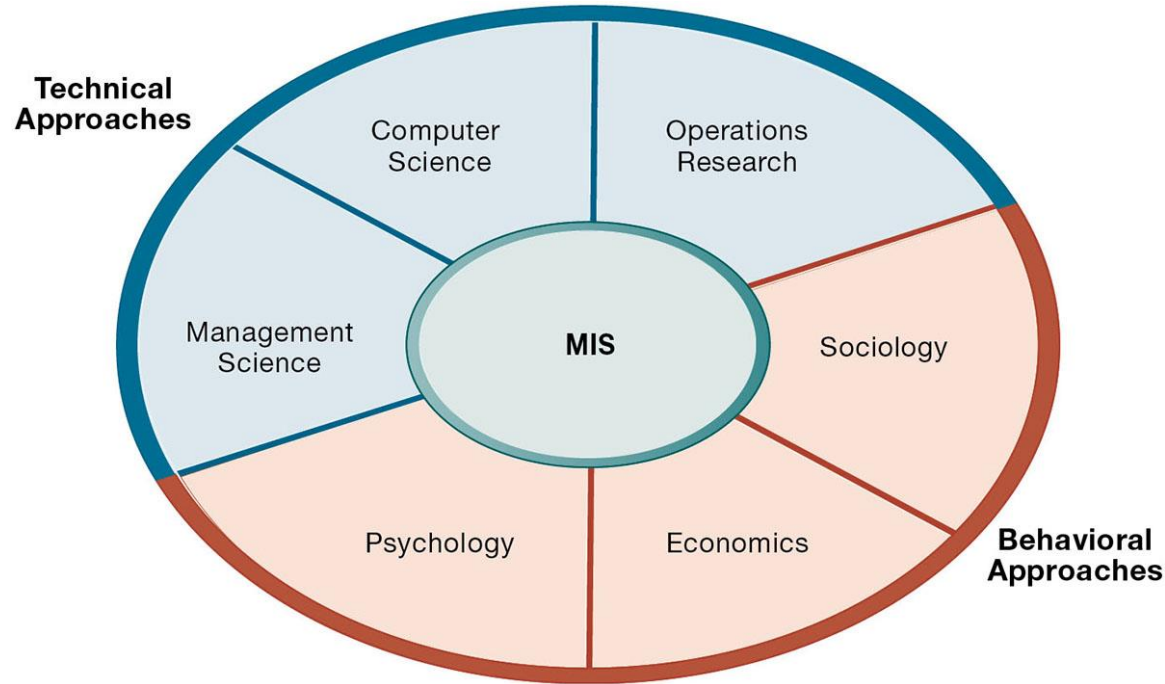 Technical
Approaches
Computer
Science
Operations
Research
Management
Science
MIS
Sociology
Psychology
Economics
Behavioral
Approaches